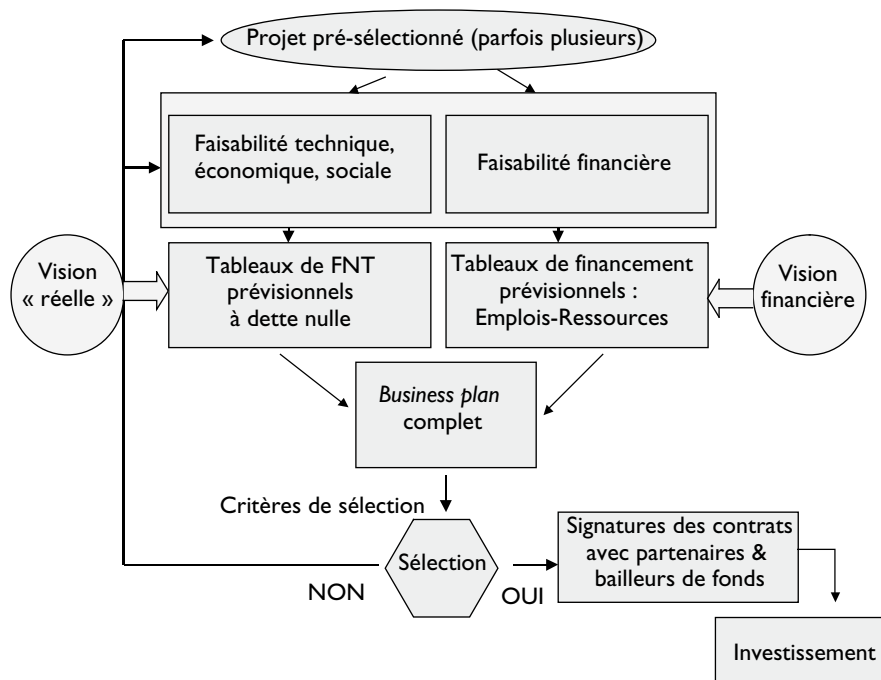 Projet pré-sélectionné (parfois plusieurs)
Faisabilité technique,
économique, sociale
Faisabilité financière
Vision
« réelle »
Tableaux de FNT
prévisionnels
à dette nulle
Tableaux de financement
prévisionnels :
Emplois-Ressources
Vision
financière
Business plan
complet
Critères de sélection
Sélection
NON
OUI
Signatures des contrats
avec partenaires &
bailleurs de fonds
Investissement